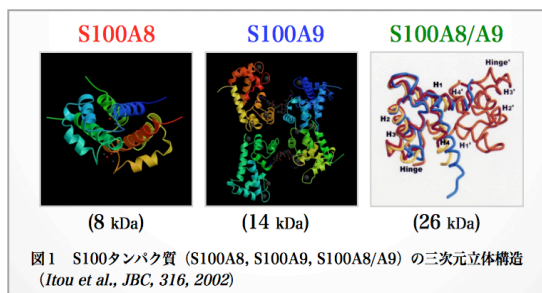 S100A8 S100A9 S100A8/A9
Hinge'
H1 H4' H3'
H2 H2'
H3 H4 H1'
Hinge
(8 kDa) (14 kDa) (26 kDa)
図1 S100タンパク質（S100A8, S100A9, S100A8/A9）の三次元立体構造
（Itou et al., JBC, 316, 2002）